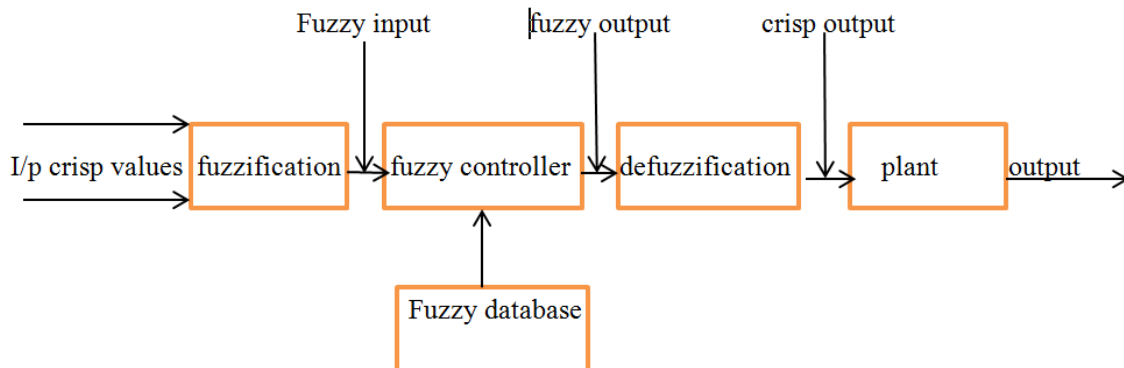 Fuzzy input
fuzzy output
crisp output
I/p crisp values
fuzzification
fuzzy controller
defuzzification
plant
output
Fuzzy database